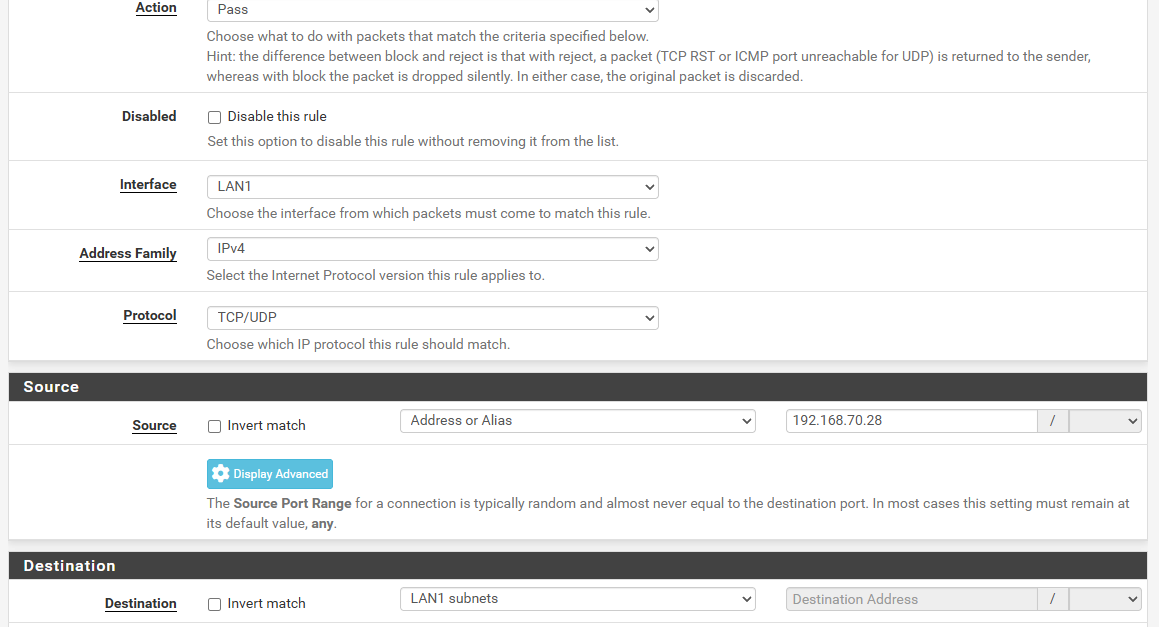 Action
Pass
Choose what to do with packets that match the criteria specified below.
Hint: the difference between block and reject is that with reject, a packet (TCP RST or ICMP port unreachable for UDP) is returned to the sender,
whereas with block the packet is dropped silently. In either case, the original packet is discarded.
Disabled
Disable this rule
Set this option to disable this rule without removing it from the list.
Interface
LAN1
Choose the interface from which packets must come to match this rule.
Address Family
IPv4
Select the Internet Protocol version this rule applies to.
Protocol
TCP/UDP
Choose which IP protocol this rule should match.
Source
Source
Invert match
Address or Alias
192.168.70.28
/
Display Advanced
The Source Port Range for a connection is typically random and almost never equal to the destination port. In most cases this setting must remain at
its default value, any.
Destination
Destination
Invert match
LAN1 subnets
Destination Address
/